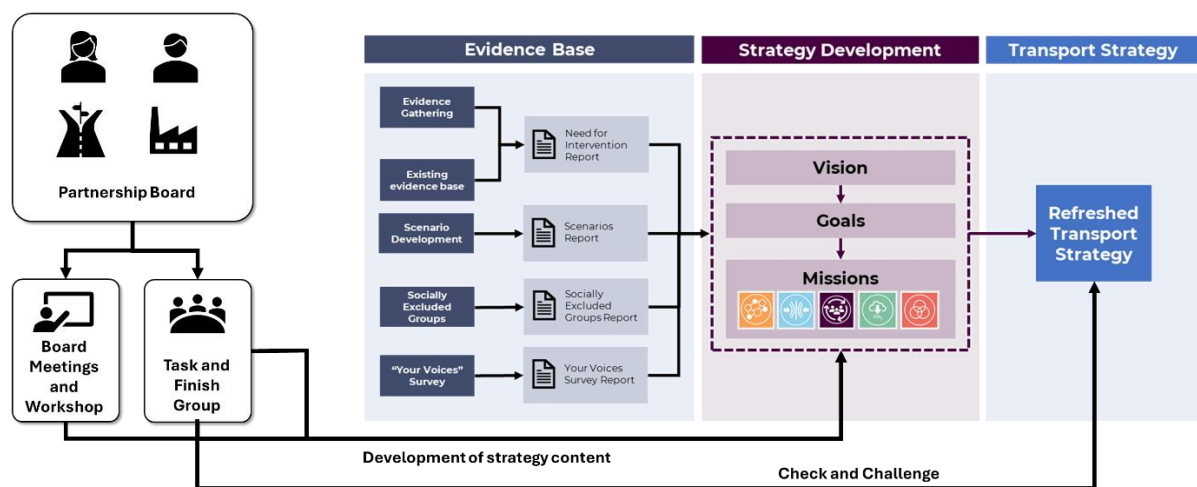 Partnership Board
Board
Meetings
and
Workshop
Task and
Finish
Group
Evidence Base
Strategy Development
Transport Strategy
Evidence
Gathering
Existing
evidence base
Need for
Intervention
Report
Scenario
Development
Scenarios
Report
Socially
Excluded
Groups
Socially
Excluded
Groups Report
“Your Voices”
Survey
Your Voices
Survey Report
Vision
Goals
Missions
Refreshed
Transport
Strategy
Development of strategy content
Check and Challenge